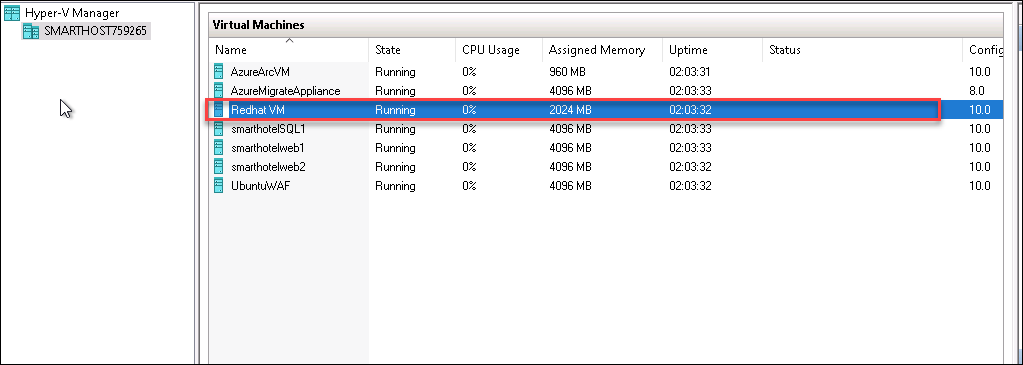 Hyper-V Manager
SMARTHOST759265
Virtual Machines
Name State CPU Usage Assigned Memory Uptime Status Config
AzureArcVM Running 0% 960 MB 02:03:31 10.0
AzureMigrateAppliance Running 0% 4096 MB 02:03:33 8.0
Redhat VM Running 0% 2024 MB 02:03:32 10.0
smarthotelSQL1 Running 0% 4096 MB 02:03:33 10.0
smarthotelweb1 Running 0% 4096 MB 02:03:33 10.0
smarthotelweb2 Running 0% 4096 MB 02:03:32 10.0
UbuntuWAF Running 0% 4096 MB 02:03:32 10.0